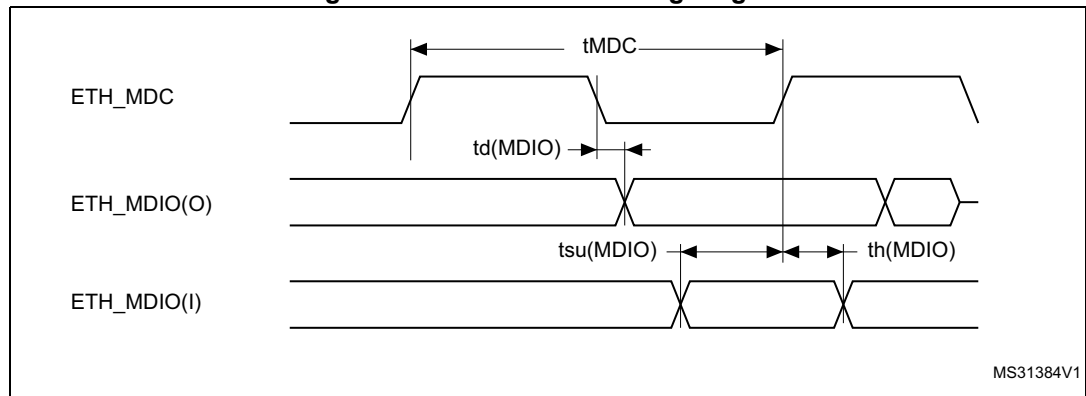 tMDC
ETH_MDC
td(MDIO)
ETH_MDIO(O)
tsu(MDIO)
th(MDIO)
ETH_MDIO(I)
MS31384V1